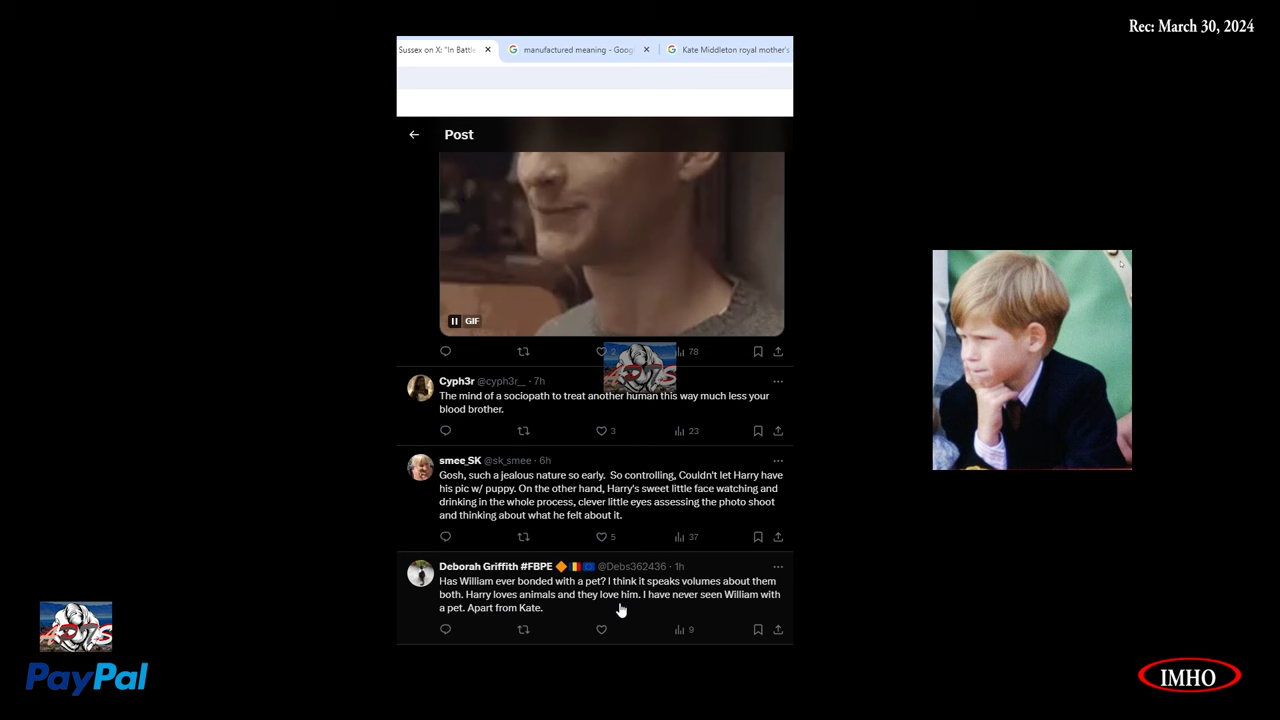 Rec: March 30, 2024
Sussex on X: "In Battle
manufactured meaning - Goog
Kate Middleton royal mother's
Post
GIF
78
Cyph3r @cyph3r__ · 7h
The mind of a sociopath to treat another human this way much less your
blood brother.
3
23
smee_SK @sk_smee · 6h
Gosh, such a jealous nature so early. So controlling, Couldn't let Harry have
his pic w/ puppy. On the other hand, Harry's sweet little face watching and
drinking in the whole process, clever little eyes assessing the photo shoot
and thinking about what he felt about it.
5
37
Deborah Griffith #FBPE 🔶🇷🇴🇪🇺 @Debs362436 · 1h
Has William ever bonded with a pet? I think it speaks volumes about them
both. Harry loves animals and they love him. I have never seen William with
a pet. Apart from Kate.
9
PayPal
IMHO